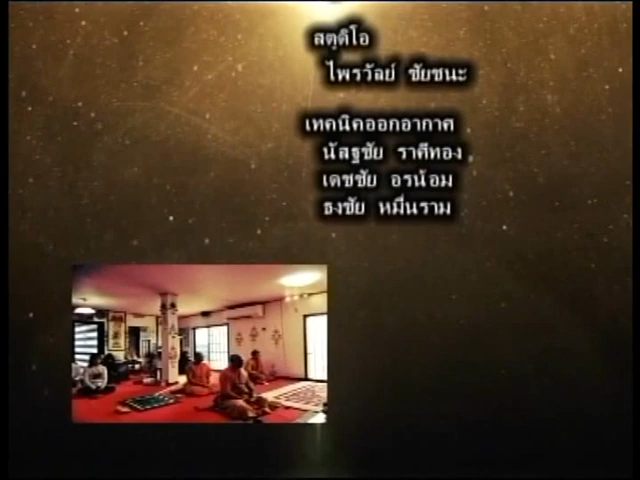 สตูดิโอ
ไพรวัลย์ ชัยชนะ
เทคนิคออกอากาศ
นัสฐชัย ราศีทอง
เดชชัย อรน้อม
ธงชัย หมื่นราม